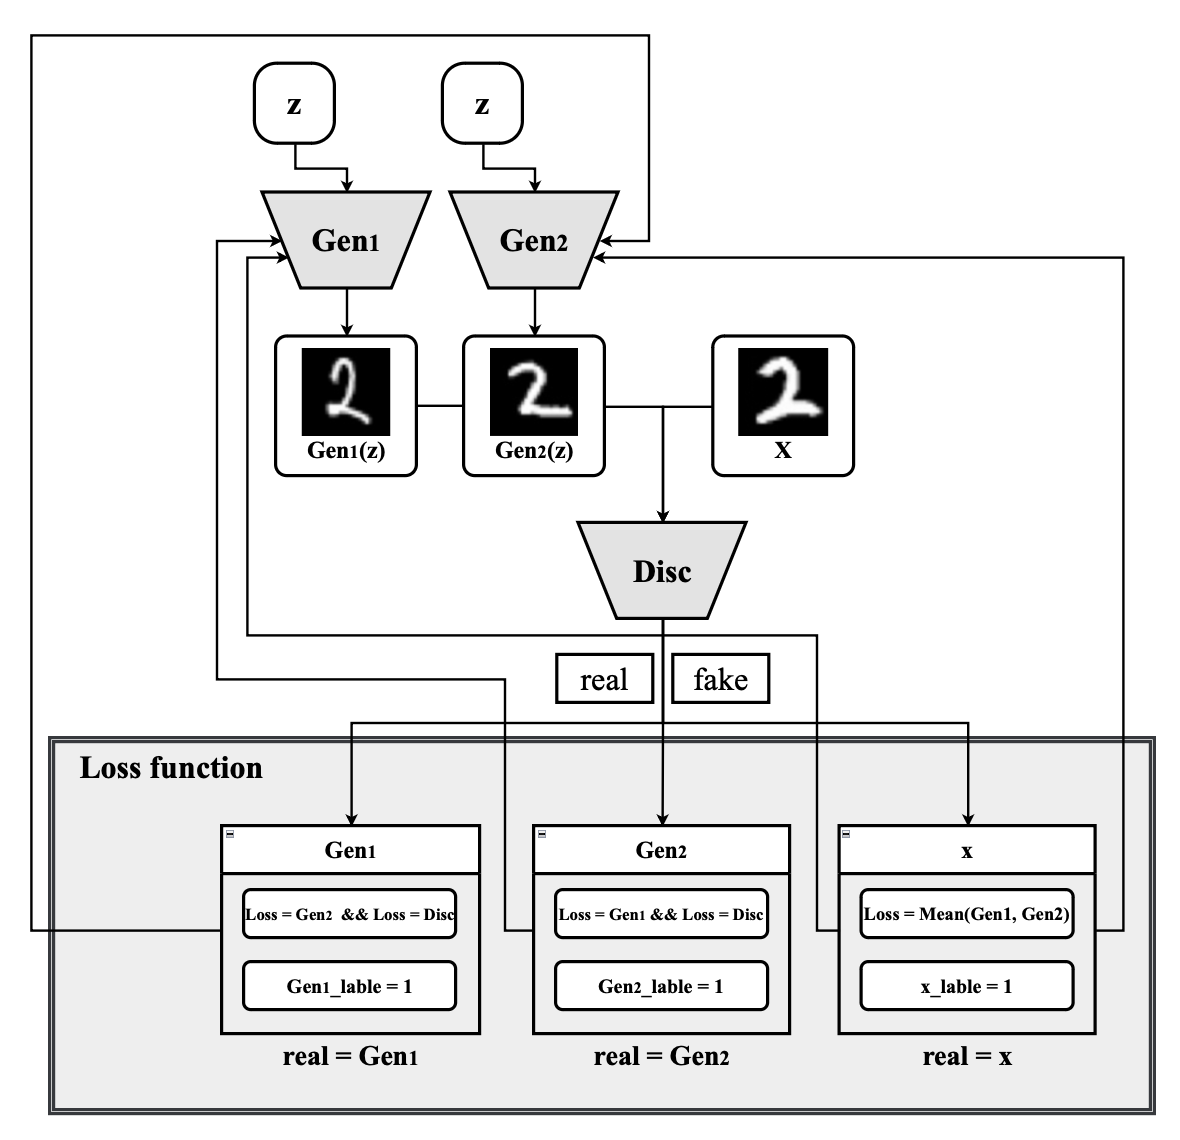 z
z
Gen1
Gen2
Gen1(z)
Gen2(z)
X
Disc
real
fake
Loss function
Gen1
Gen2
x
Loss = Gen2 && Loss = Disc
Loss = Gen1 && Loss = Disc
Loss = Mean(Gen1, Gen2)
Gen1_lable = 1
Gen2_lable = 1
x_lable = 1
real = Gen1
real = Gen2
real = x